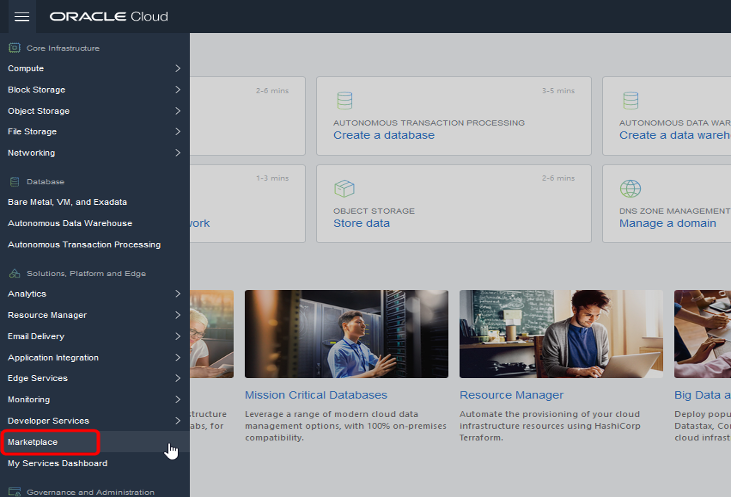 ORACLE Cloud
Core Infrastructure
Compute
Block Storage
Object Storage
File Storage
Networking
Database
Bare Metal, VM, and Exadata
Autonomous Data Warehouse
Autonomous Transaction Processing
Solutions, Platform and Edge
Analytics
Resource Manager
Email Delivery
Application Integration
Edge Services
Monitoring
Developer Services
Marketplace
My Services Dashboard
Governance and Administration
2-6 mins
3-5 mins
AUTONOMOUS TRANSACTION PROCESSING
Create a database
AUTONOMOUS DATA WAR
Create a data wareh
1-3 mins
work
2-6 mins
OBJECT STORAGE
Store data
DNS ZONE MANAGEMENT
Manage a domain
structure
abs, for
Mission Critical Databases
Leverage a range of modern cloud data
management options, with 100% on-premises
compatibility.
Resource Manager
Automate the provisioning of your cloud
infrastructure resources using HashiCorp
Terraform.
Big Data a
Deploy popu
Datastax, Co
cloud infrast